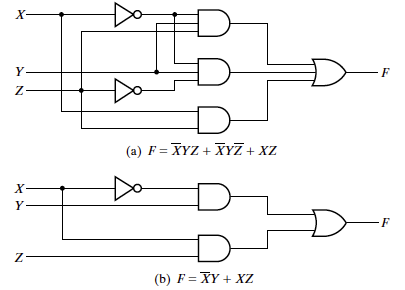 X
Y
Z
F
(a) F = X̅YZ + X̅YZ̅ + XZ
X
Y
F
Z
(b) F = X̅Y + XZ